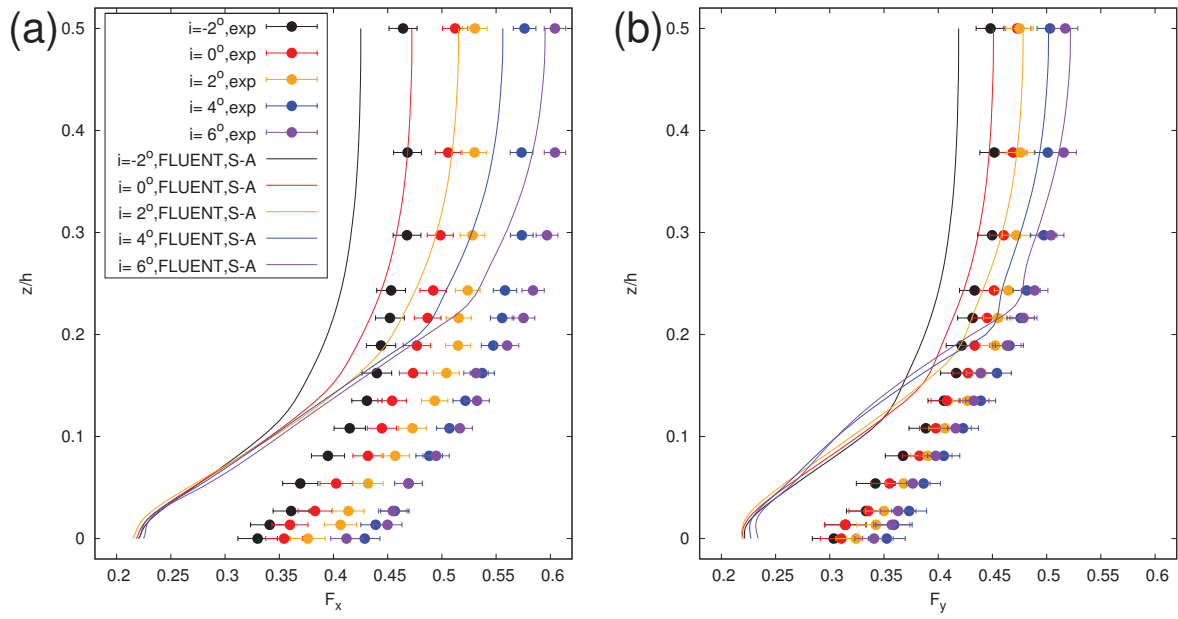 (a)
i=-2°,exp
i= 0°,exp
i= 2°,exp
i= 4°,exp
i= 6°,exp
i=-2°,FLUENT,S-A
i= 0°,FLUENT,S-A
i= 2°,FLUENT,S-A
i= 4°,FLUENT,S-A
i= 6°,FLUENT,S-A
0.5
0.4
0.3
0.2
0.1
0
z/h
0.2 0.25 0.3 0.35 0.4 0.45 0.5 0.55 0.6
F_x
(b)
0.5
0.4
0.3
0.2
0.1
0
z/h
0.2 0.25 0.3 0.35 0.4 0.45 0.5 0.55 0.6
F_y